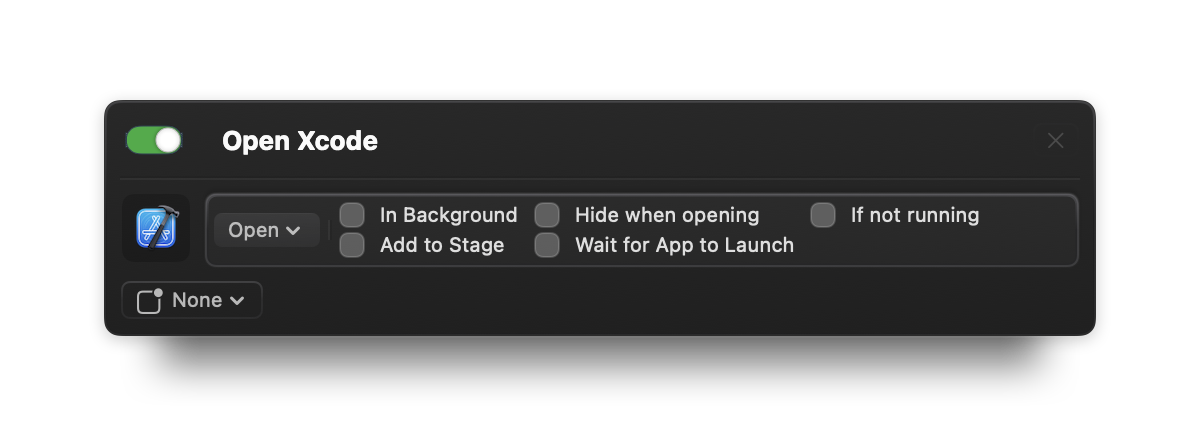 Open Xcode
Open In Background Hide when opening If not running
Add to Stage Wait for App to Launch
None